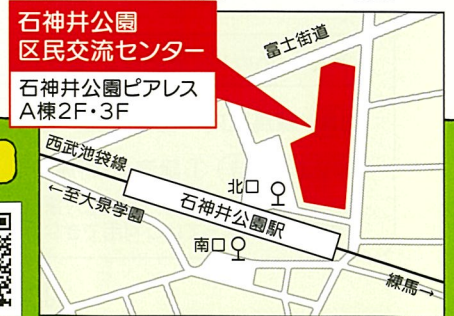 石神井公園
区民交流センター
石神井公園ピアレス
A棟2F・3F
富士街道
西武池袋線
←至大泉学園
北口
石神井公園駅
南口
練馬→